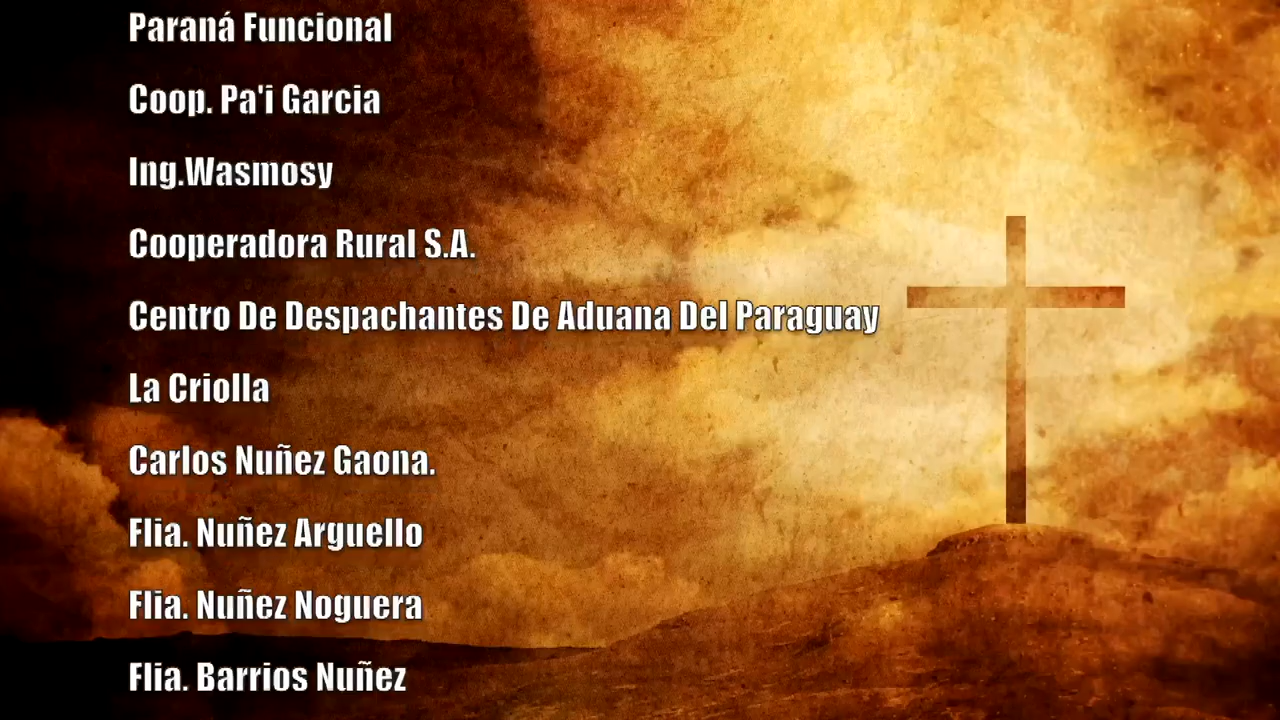 Paraná Funcional
Coop. Pa'i Garcia
Ing.Wasmosy
Cooperadora Rural S.A.
Centro De Despachantes De Aduana Del Paraguay
La Criolla
Carlos Nuñez Gaona.
Flia. Nuñez Arguello
Flia. Nuñez Noguera
Flia. Barrios Nuñez